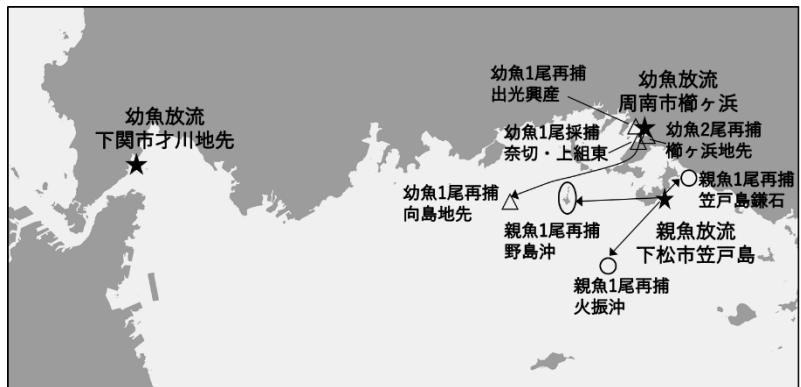 幼魚放流
下関市才川地先
幼魚1尾再捕
出光興産
幼魚放流
周南市櫛ヶ浜
幼魚1尾採捕
奈切・上組東
幼魚2尾再捕
櫛ヶ浜地先
幼魚1尾再捕
向島地先
親魚1尾再捕
笠戸島鎌石
親魚1尾再捕
野島沖
親魚放流
下松市笠戸島
親魚1尾再捕
火振沖